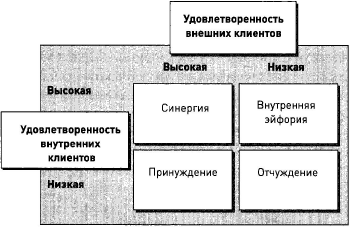 Удовлетворенность
внешних клиентов
Высокая Низкая
Высокая
Синергия
Внутренняя
эйфория
Удовлетворенность
внутренних
клиентов
Низкая
Принуждение
Отчуждение